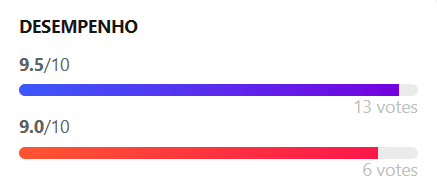 DESEMPENHO
9.5/10
13 votes
9.0/10
6 votes